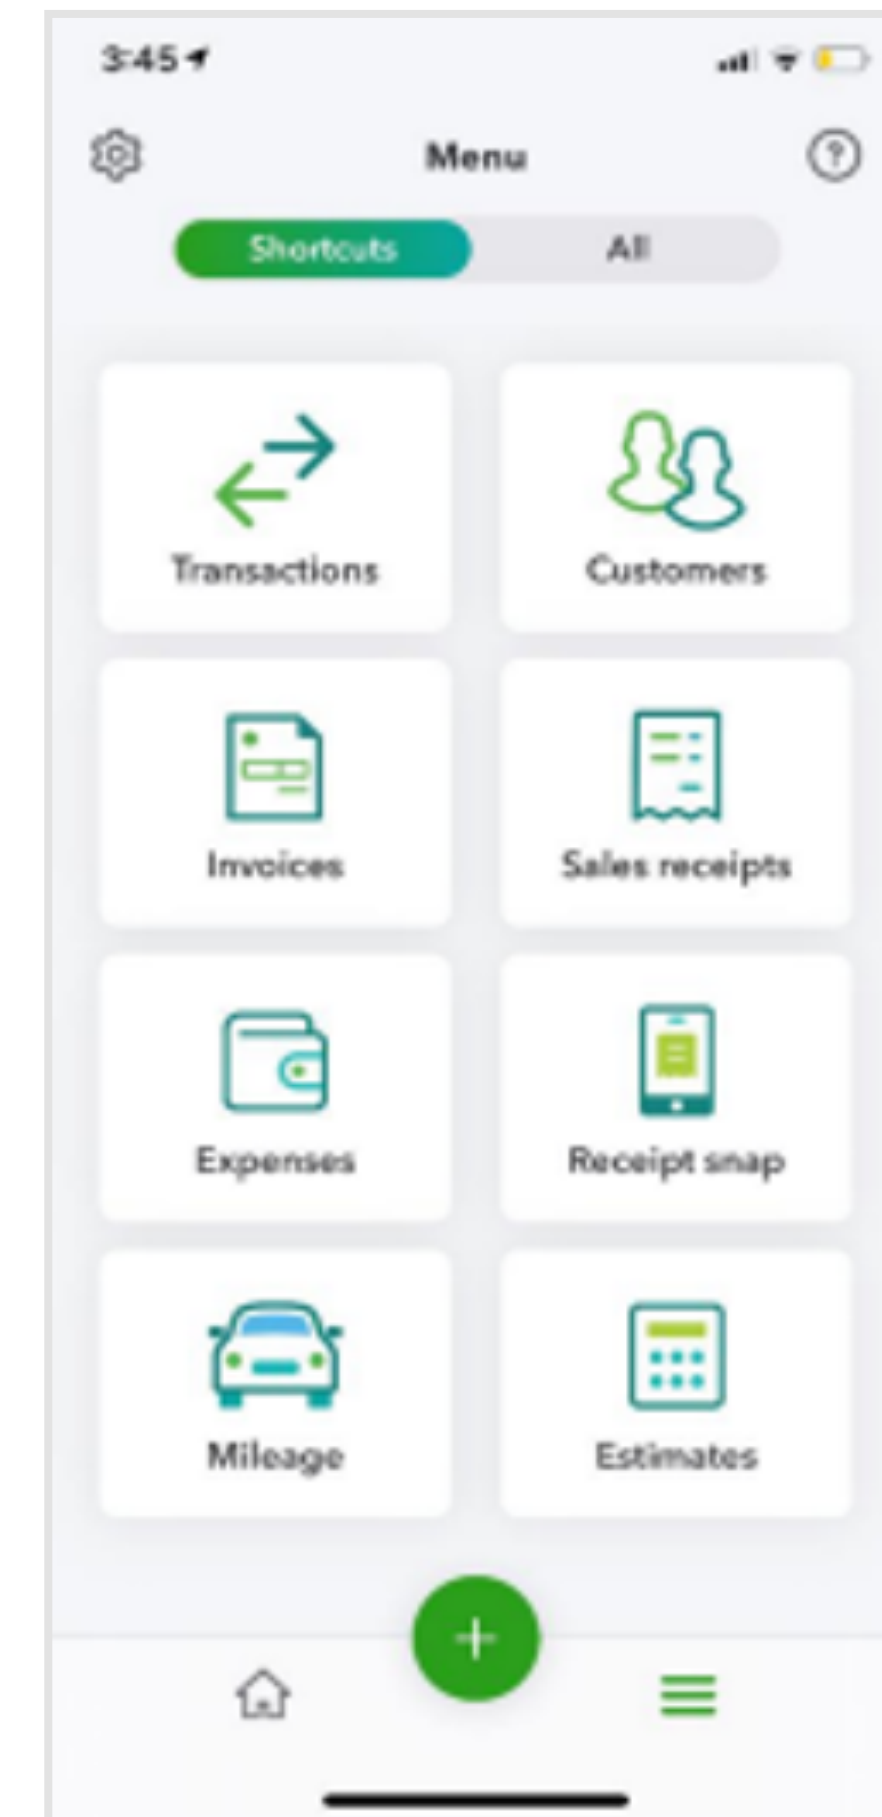 3:45
Menu
Shortcuts All
Transactions Customers
Invoices Sales receipts
Expenses Receipt snap
Mileage Estimates